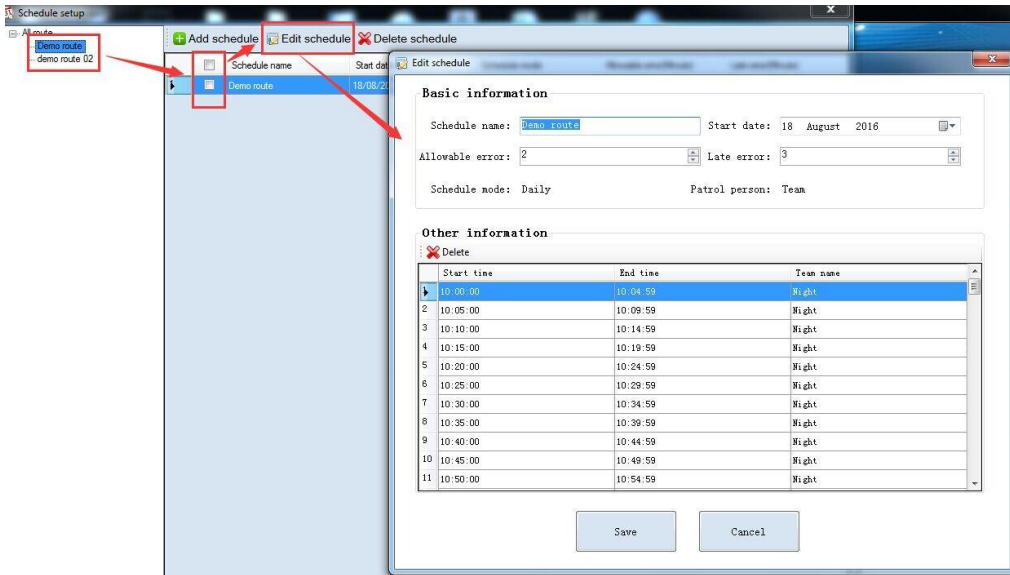 Schedule setup
All route
Demo route
demo route 02
Add schedule Edit schedule Delete schedule
Schedule name Start dat
Demo route 18/08/20
Edit schedule
Basic information
Schedule name: Demo route Start date: 18 August 2016
Allowable error: 2 Late error: 3
Schedule mode: Daily Patrol person: Team
Other information
Delete
Start time End time Team name
10:00:00 10:04:59 Night
2 10:05:00 10:09:59 Night
3 10:10:00 10:14:59 Night
4 10:15:00 10:19:59 Night
5 10:20:00 10:24:59 Night
6 10:25:00 10:29:59 Night
7 10:30:00 10:34:59 Night
8 10:35:00 10:39:59 Night
9 10:40:00 10:44:59 Night
10 10:45:00 10:49:59 Night
11 10:50:00 10:54:59 Night
Save Cancel